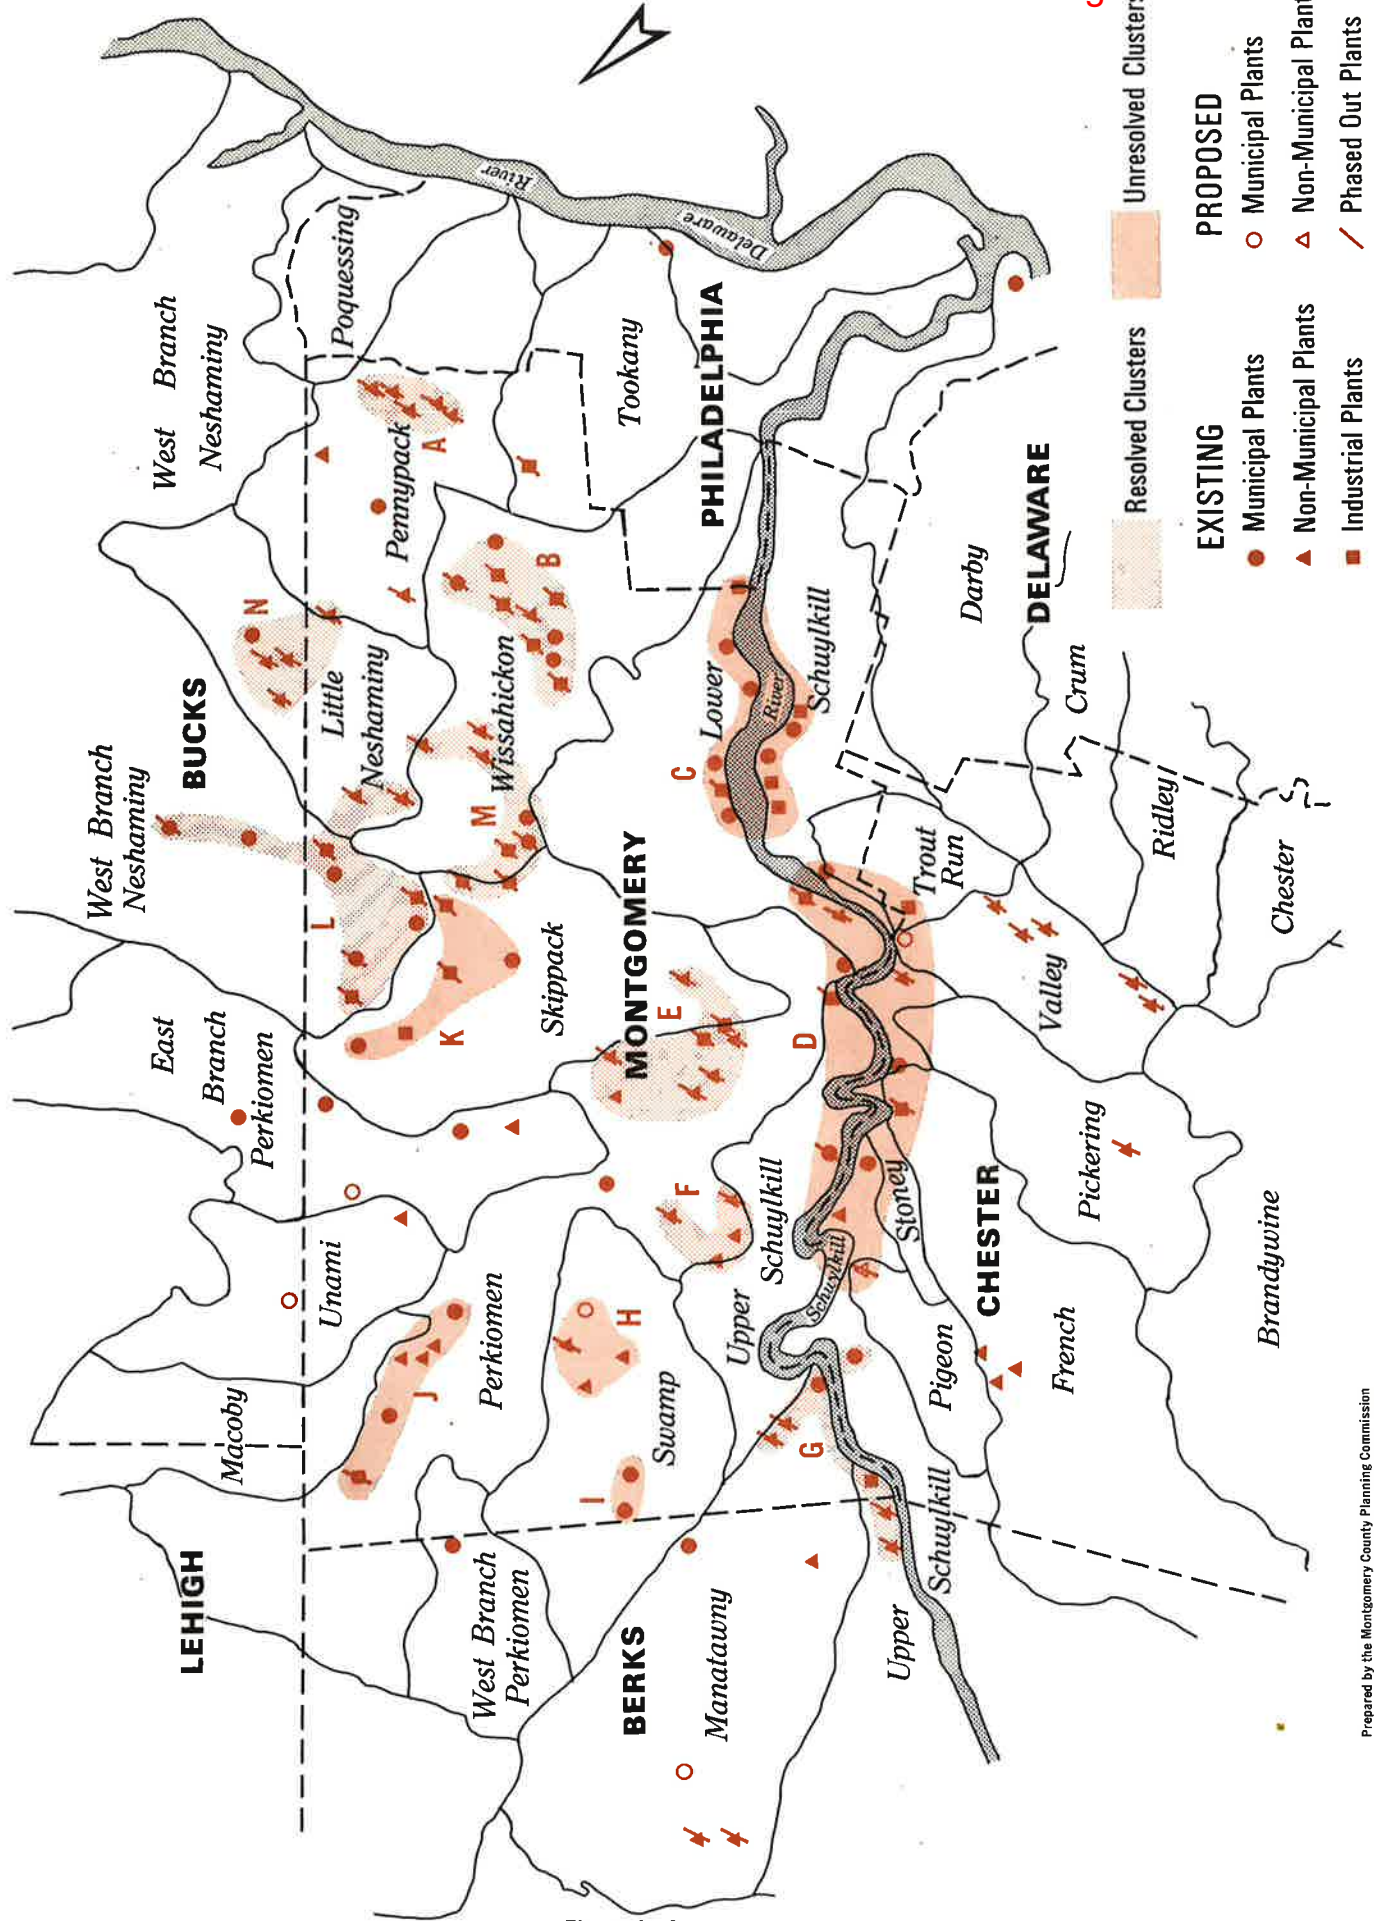 LEHIGH
Macoby
Unami
East
Branch
Perkiomen
West Branch
Neshaminy
BUCKS
N
Little
Neshaminy
West Branch
Neshaminy
Poquessing
Pennypack
A
L
K
J
Perkiomen
West Branch
Perkiomen
Skippack
M
Wissahickon
B
Tookany
PHILADELPHIA
River
Delaware
BERKS
Manatawny
I
Swamp
H
F
E
MONTGOMERY
C
Lower
Schuylkill
River
Upper
Schuylkill
Schuylkill
D
G
Upper
Schuylkill
Pigeon
Stoney
CHESTER
French
Pickering
Valley
Trout
Run
Darby
DELAWARE
Crum
Ridley
Chester
Brandywine
Resolved Clusters
Unresolved Clusters
EXISTING
Municipal Plants
Non-Municipal Plants
Industrial Plants
PROPOSED
Municipal Plants
Non-Municipal Plant
Phased Out Plants
Prepared by the Montgomery County Planning Commission